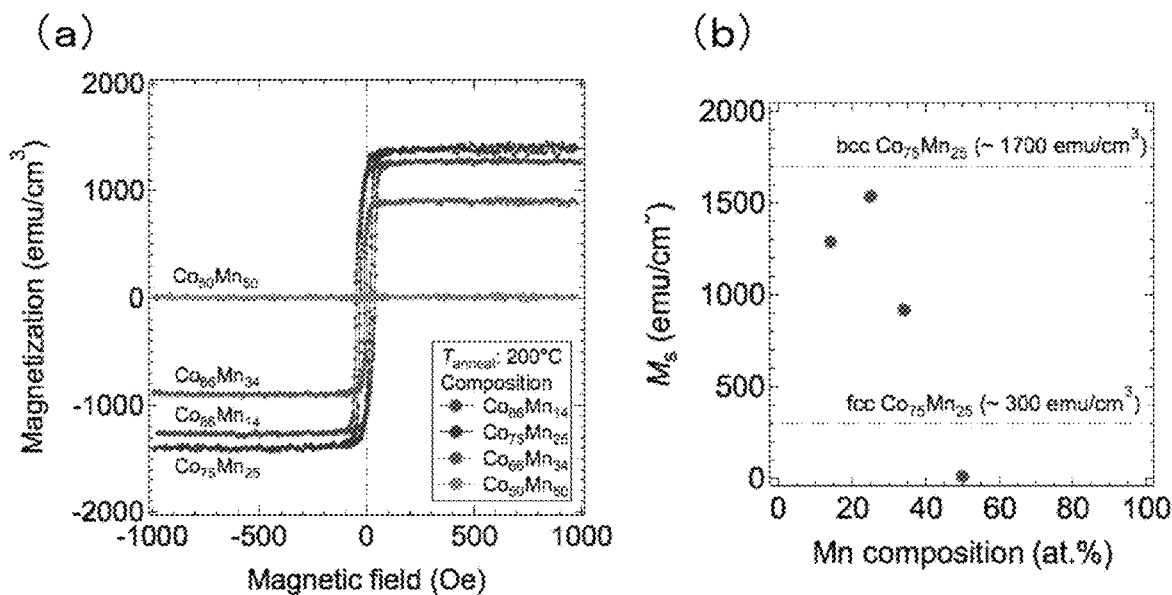 (a)
2000
1000
0
-1000
-2000
Magnetization (emu/cm³)
Co₅₀Mn₅₀
Co₆₆Mn₃₄
Co₈₆Mn₁₄
Co₇₅Mn₂₅
T_anneal: 200°C
Composition
Co₈₆Mn₁₄
Co₇₅Mn₂₅
Co₆₆Mn₃₄
Co₅₀Mn₅₀
-1000 -500 0 500 1000
Magnetic field (Oe)
(b)
2000
1500
1000
500
0
Mₛ (emu/cm³)
bcc Co₇₅Mn₂₅ (~ 1700 emu/cm³)
fcc Co₇₅Mn₂₅ (~ 300 emu/cm³)
0 20 40 60 80 100
Mn composition (at.%)